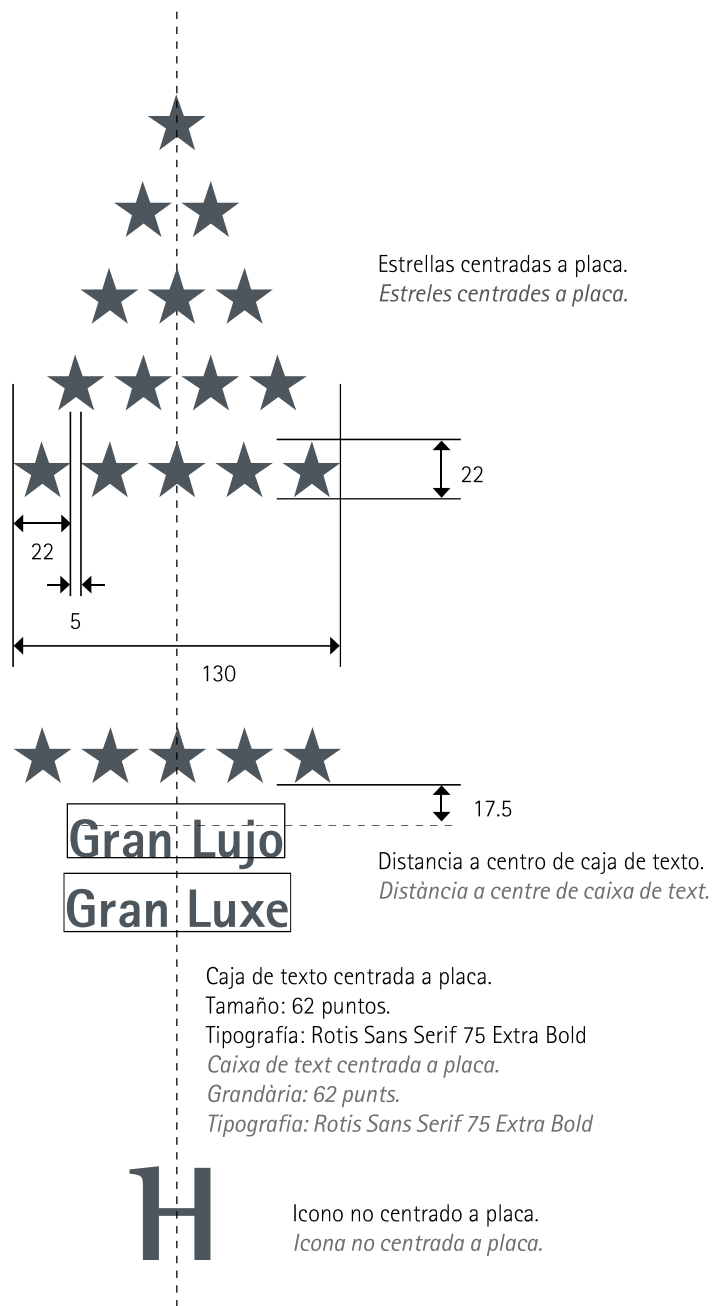 Estrellas centradas a placa.
Estreles centrades a placa.
22
22
5
130
17.5
Gran Lujo
Distancia a centro de caja de texto.
Distància a centre de caixa de text.
Gran Luxe
Caja de texto centrada a placa.
Tamaño: 62 puntos.
Tipografía: Rotis Sans Serif 75 Extra Bold
Caixa de text centrada a placa.
Grandària: 62 punts.
Tipografia: Rotis Sans Serif 75 Extra Bold
H
Icono no centrado a placa.
Icona no centrada a placa.